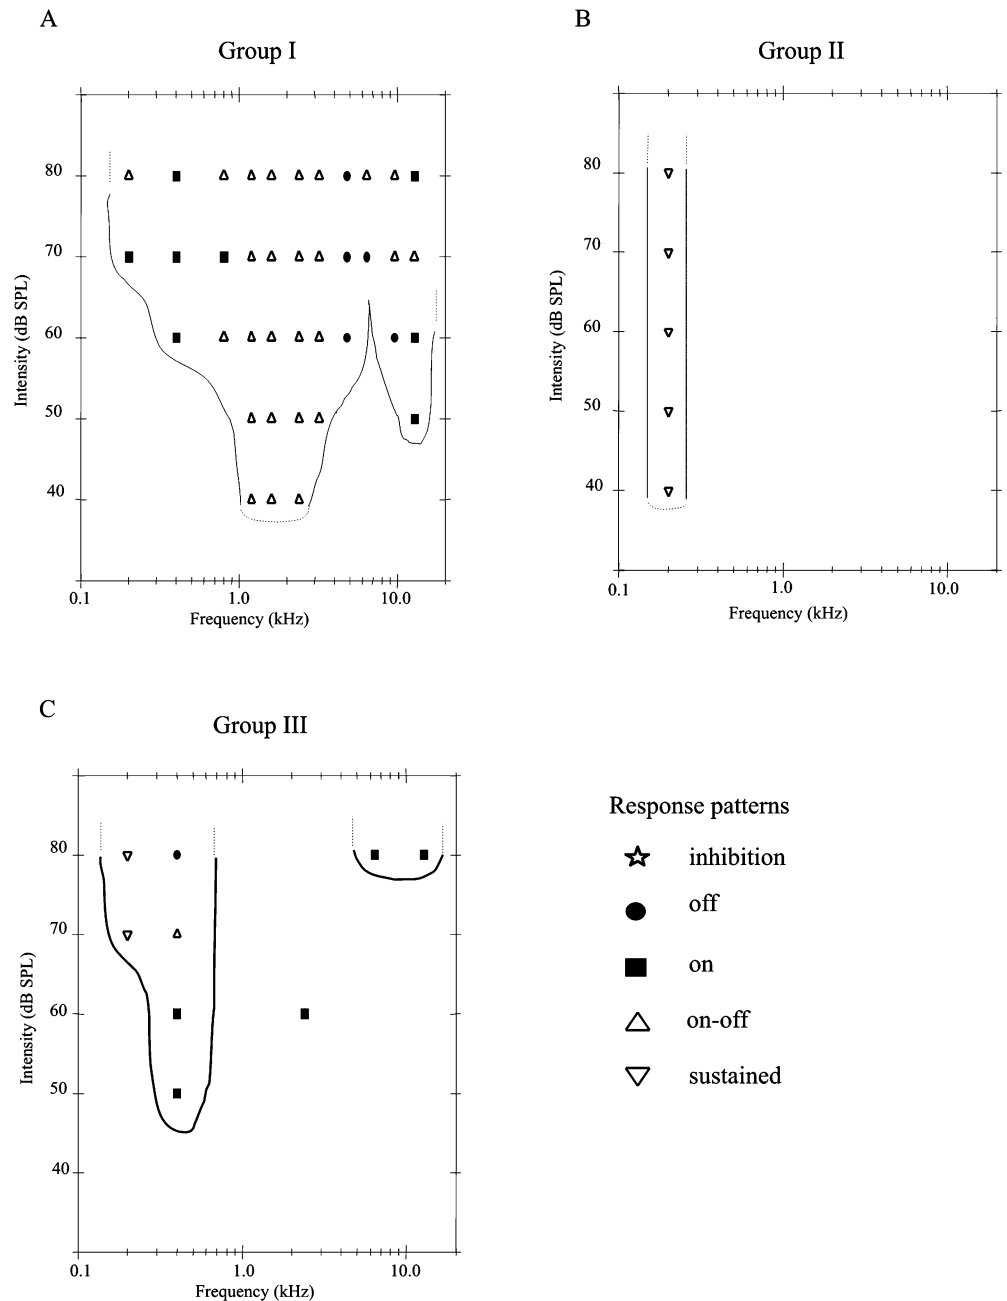 A
Group I
80
70
60
50
40
Intensity (dB SPL)
0.1 1.0 10.0
Frequency (kHz)
B
Group II
80
70
60
50
40
Intensity (dB SPL)
0.1 1.0 10.0
Frequency (kHz)
C
Group III
80
70
60
50
40
Intensity (dB SPL)
0.1 1.0 10.0
Frequency (kHz)
Response patterns
inhibition
off
on
on-off
sustained